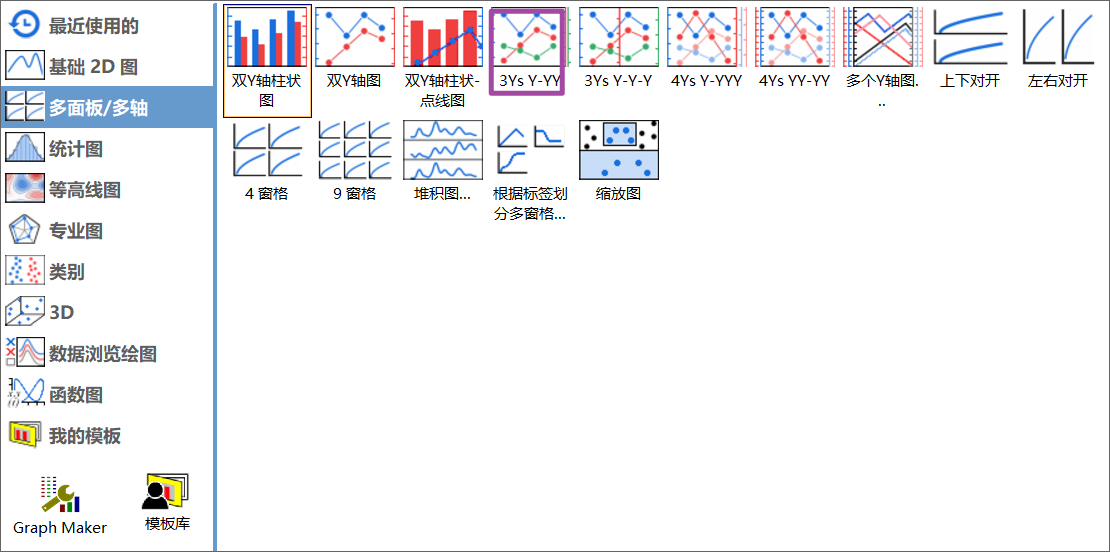 最近使用的
基础 2D 图
多面板/多轴
统计图
等高线图
专业图
类别
3D
数据浏览绘图
函数图
我的模板
Graph Maker
模板库
双Y轴柱状
图
双Y轴图
双Y轴柱状-
点线图
3Ys Y-YY
3Ys Y-Y-Y
4Ys Y-YYY
4Ys YY-YY
多个Y轴图.
..
上下对开
左右对开
4 窗格
9 窗格
堆积图...
根据标签划
分多窗格...
缩放图